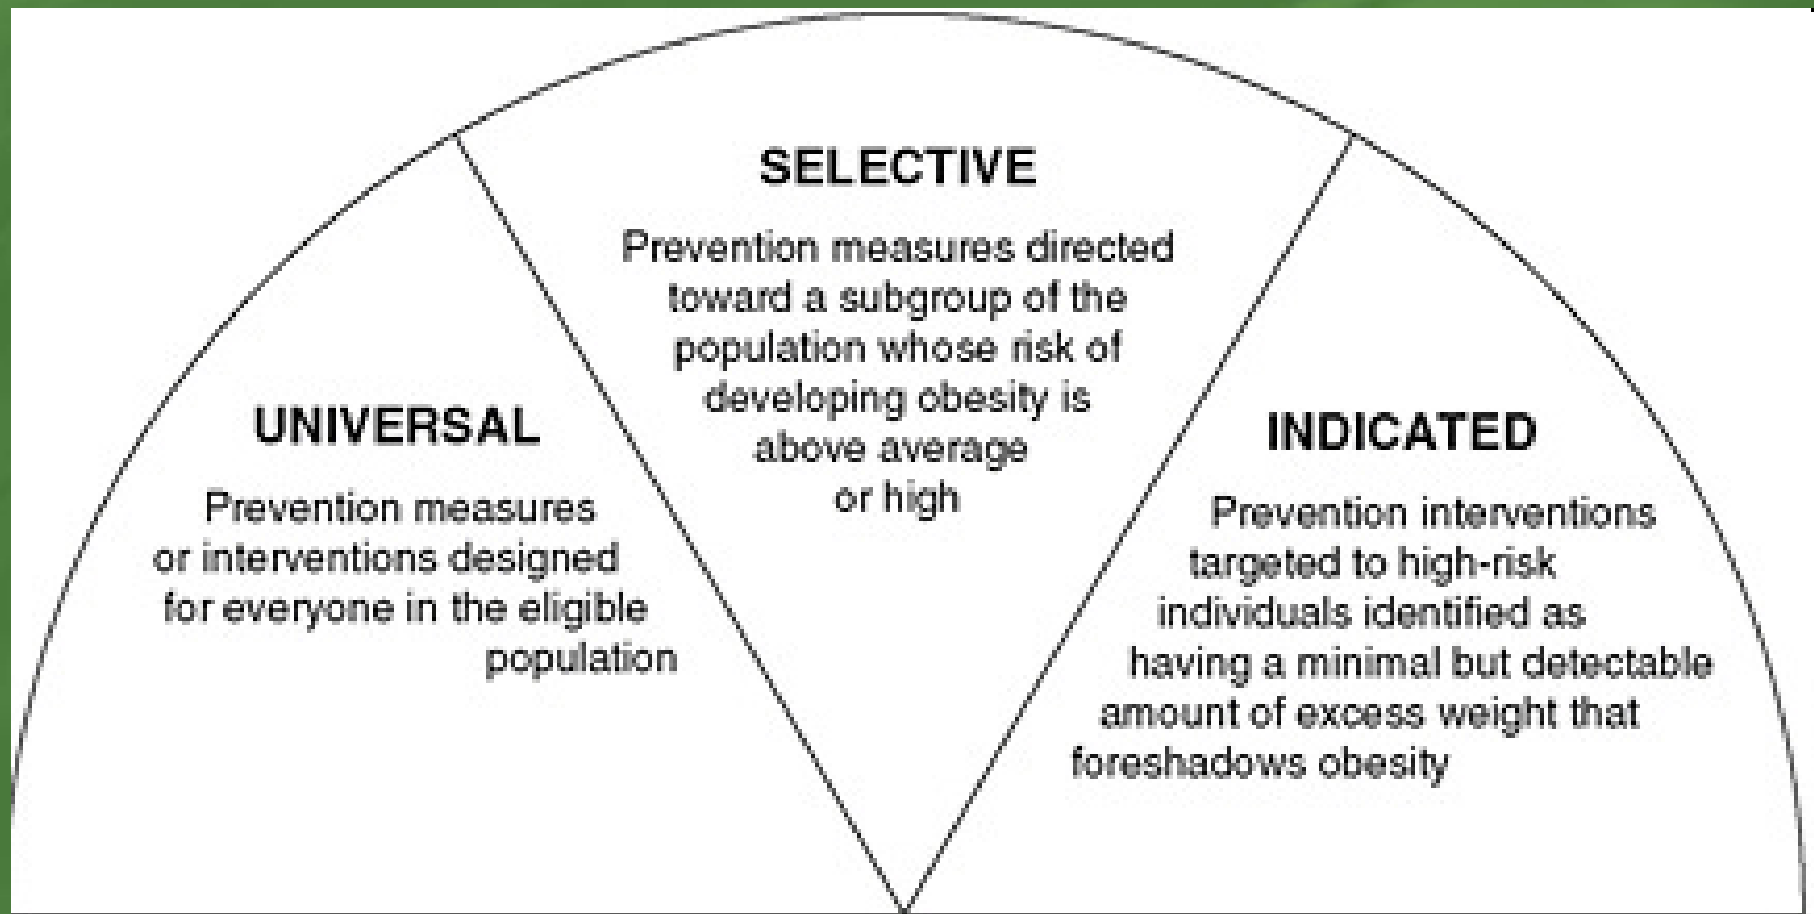 UNIVERSAL
Prevention measures
or interventions designed
for everyone in the eligible
population
SELECTIVE
Prevention measures directed
toward a subgroup of the
population whose risk of
developing obesity is
above average
or high
INDICATED
Prevention interventions
targeted to high-risk
individuals identified as
having a minimal but detectable
amount of excess weight that
foreshadows obesity